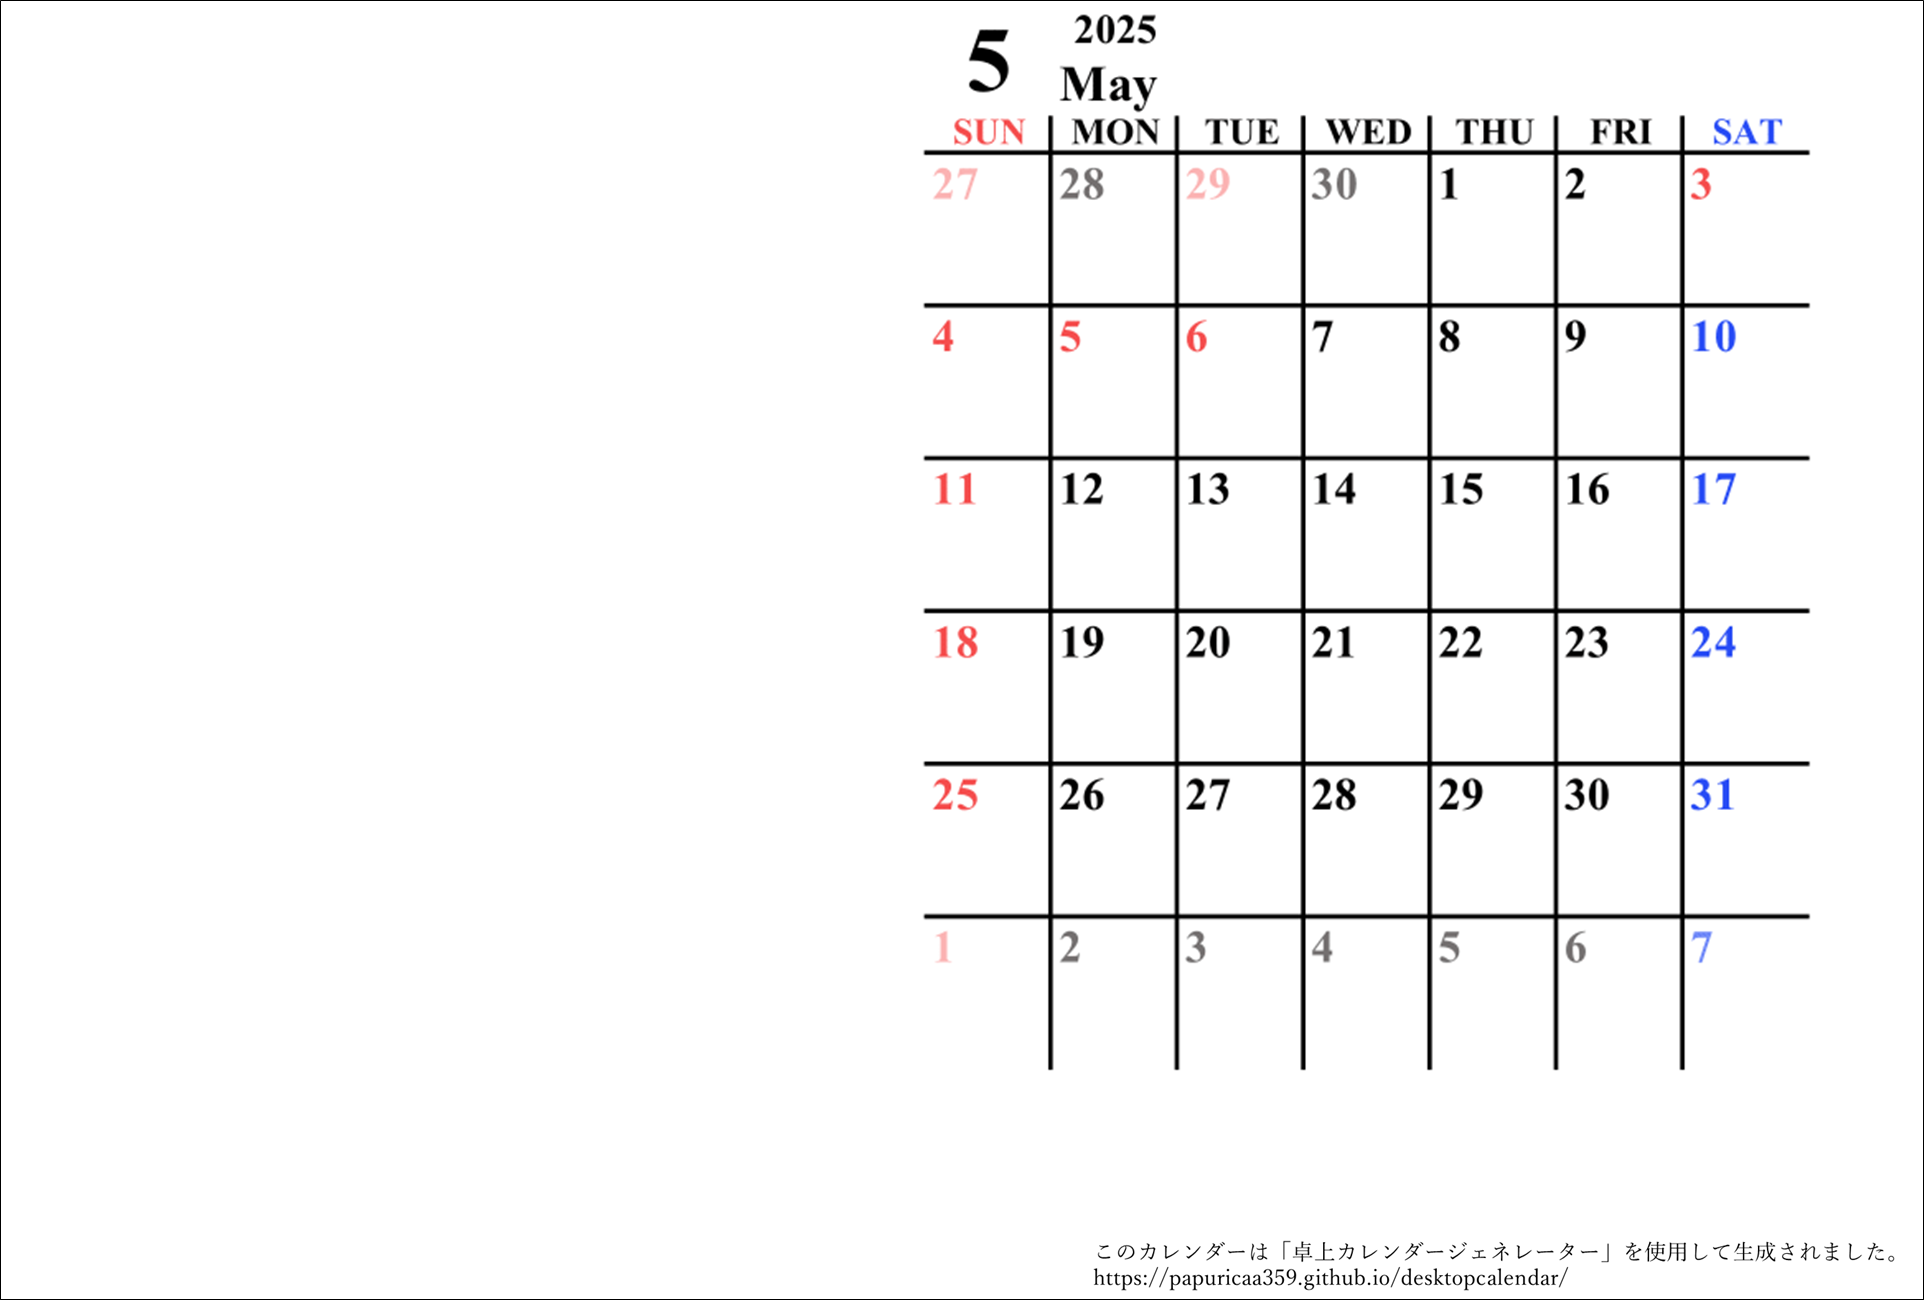 5 2025
May
SUN MON TUE WED THU FRI SAT
27 28 29 30 1 2 3
4 5 6 7 8 9 10
11 12 13 14 15 16 17
18 19 20 21 22 23 24
25 26 27 28 29 30 31
1 2 3 4 5 6 7
このカレンダーは「卓上カレンダージェネレーター」を使用して生成されました。
https://papuricaa359.github.io/desktopcalendar/